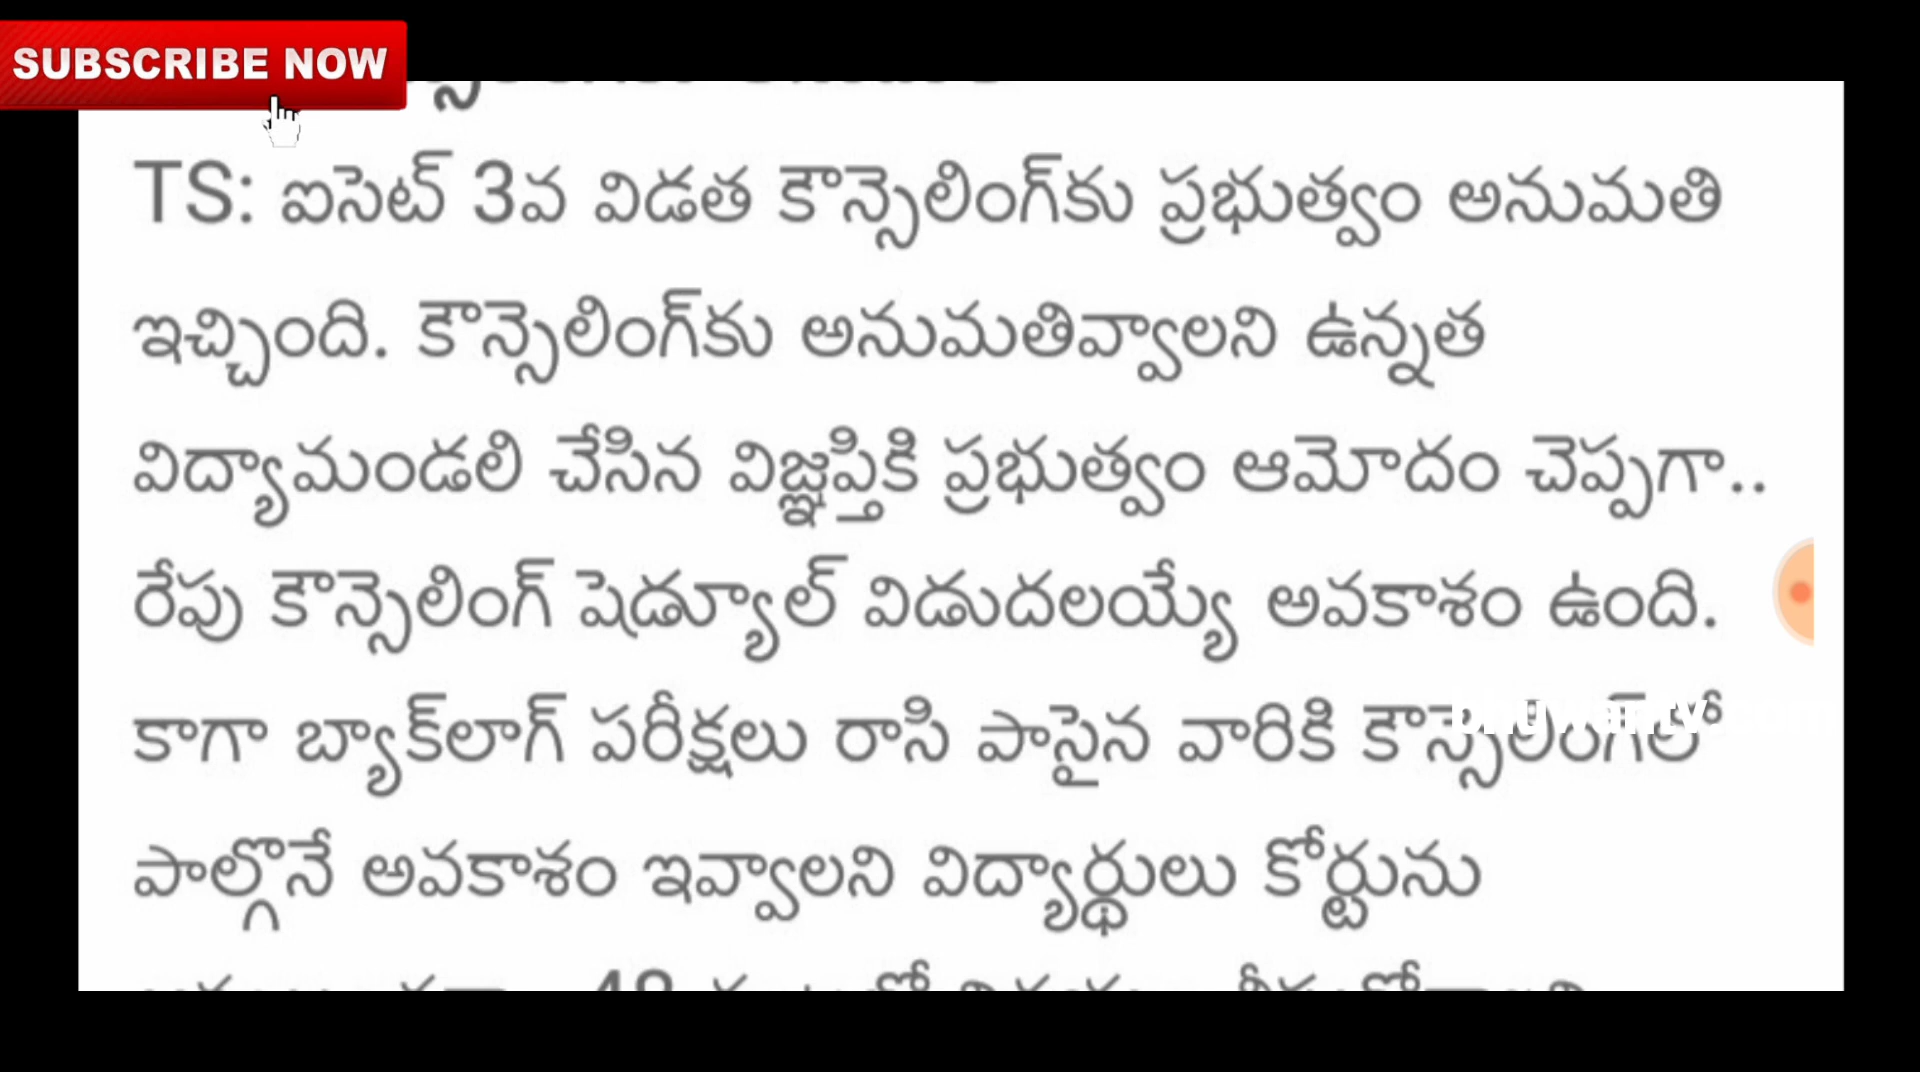 SUBSCRIBE NOW
TS: ఐసెట్ 3వ విడత కౌన్సెలింగ్‌కు ప్రభుత్వం అనుమతి
ఇచ్చింది. కౌన్సెలింగ్‌కు అనుమతివ్వాలని ఉన్నత
విద్యామండలి చేసిన విజ్ఞప్తికి ప్రభుత్వం ఆమోదం చెప్పగా..
రేపు కౌన్సెలింగ్ షెడ్యూల్ విడుదలయ్యే అవకాశం ఉంది.
కాగా బ్యాక్‌లాగ్ పరీక్షలు రాసి పాసైన వారికి కౌన్సెలింగ్‌లో
పాల్గొనే అవకాశం ఇవ్వాలని విద్యార్థులు కోర్టును